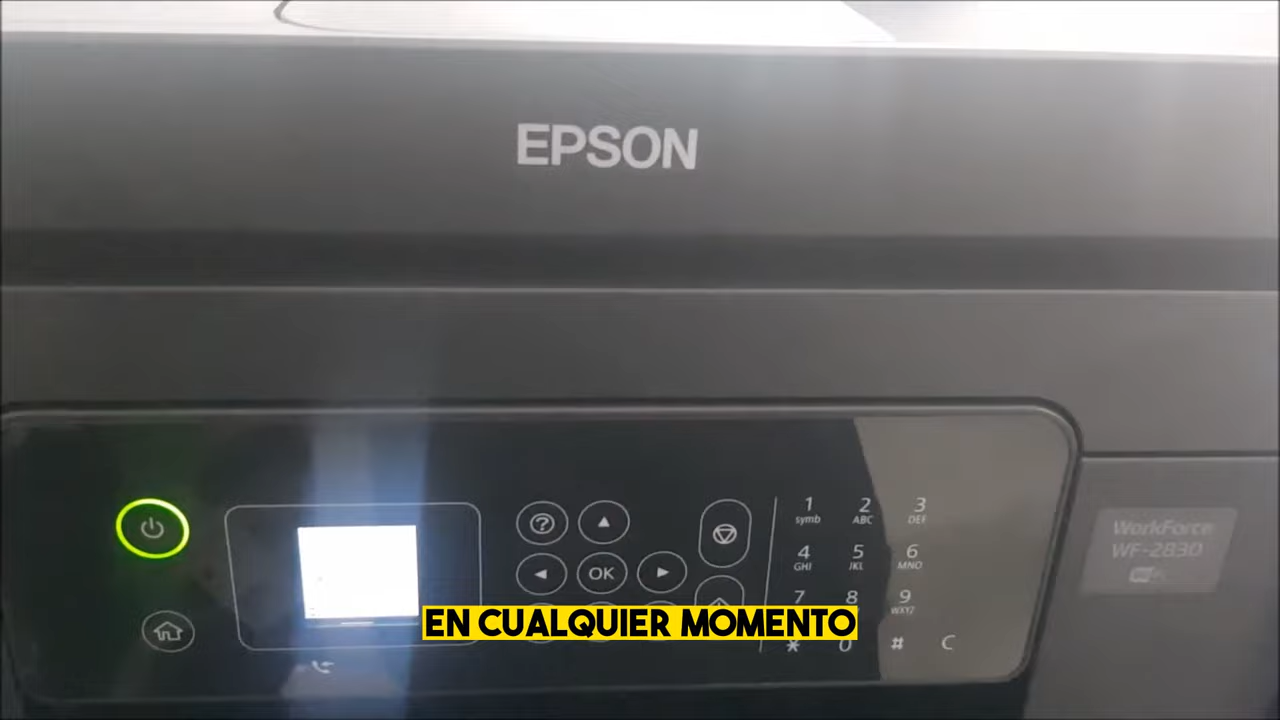 EPSON
1 2 3
symb ABC DEF
4 5 6
GHI JKL MNO
7 8 9
WXYZ
* 0 # C
?
OK
WorkForce
WF-2830
EN CUALQUIER MOMENTO